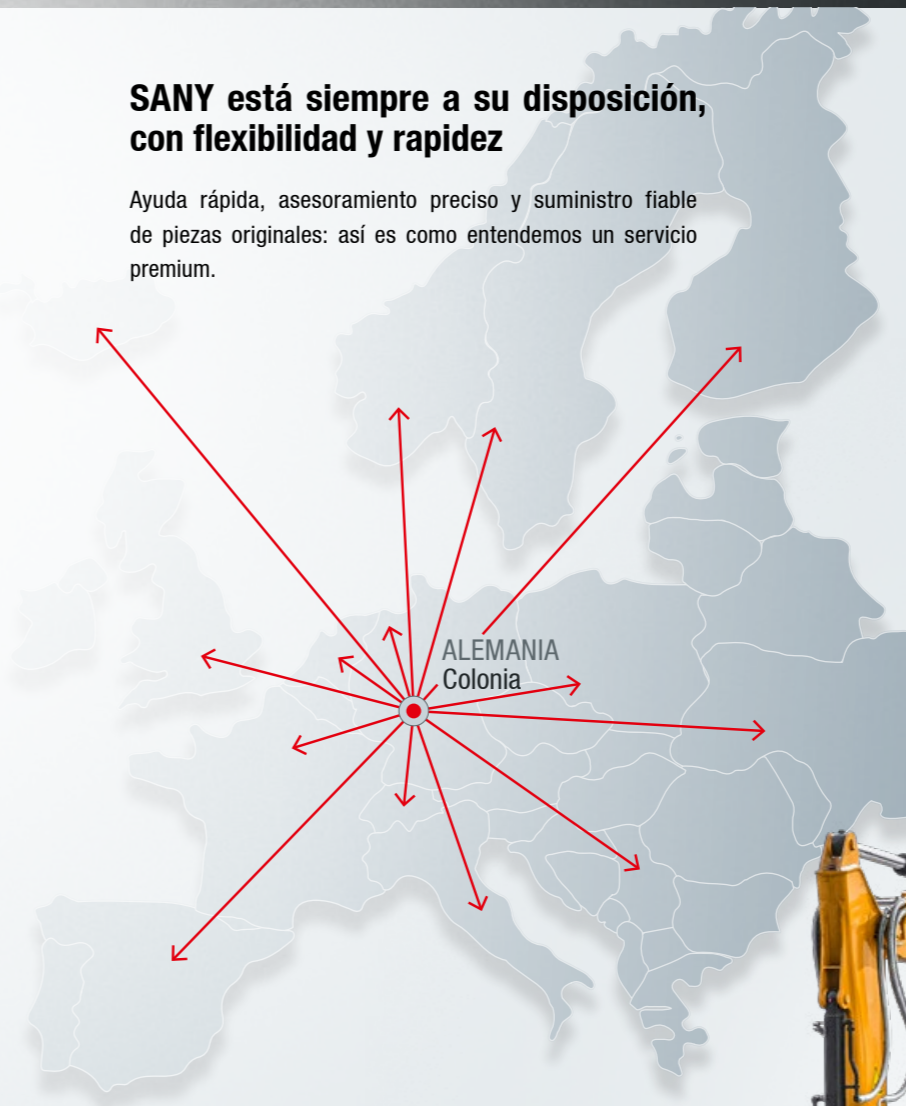 SANY está siempre a su disposición,
con flexibilidad y rapidez
Ayuda rápida, asesoramiento preciso y suministro fiable
de piezas originales: así es como entendemos un servicio
premium.
ALEMANIA
Colonia